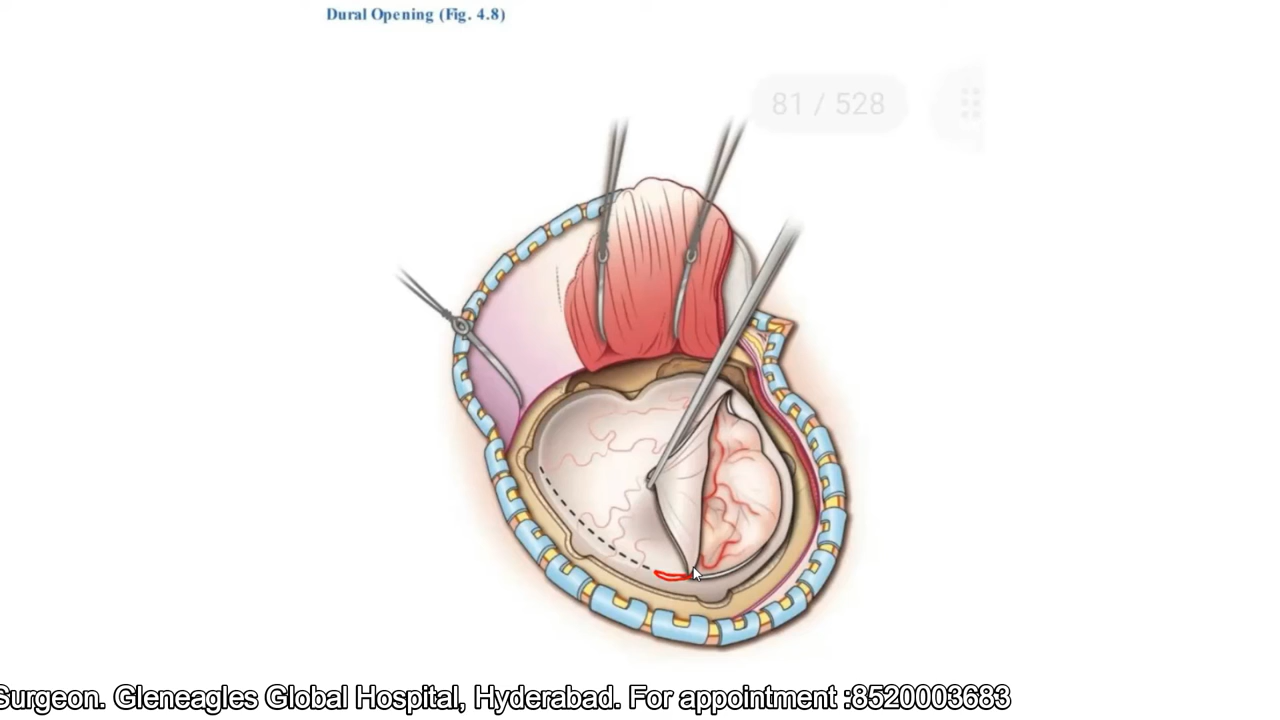 Dural Opening (Fig. 4.8)
81 / 528
Surgeon. Gleneagles Global Hospital, Hyderabad. For appointment :8520003683